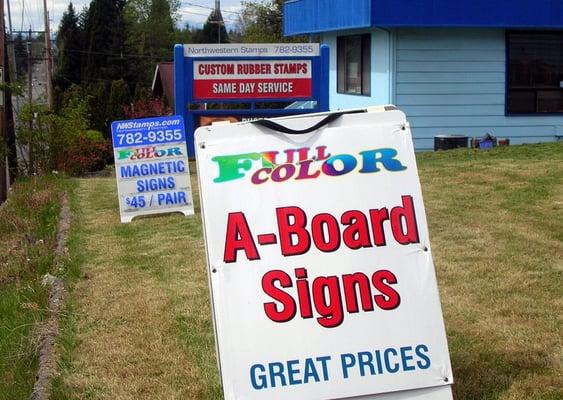 Northwestern Stamps 782-9355
CUSTOM RUBBER STAMPS
SAME DAY SERVICE
NWStamps.com
782-9355
FULL
COLOR
MAGNETIC
SIGNS
$45 / PAIR
FULL
COLOR
A-Board
Signs
GREAT PRICES